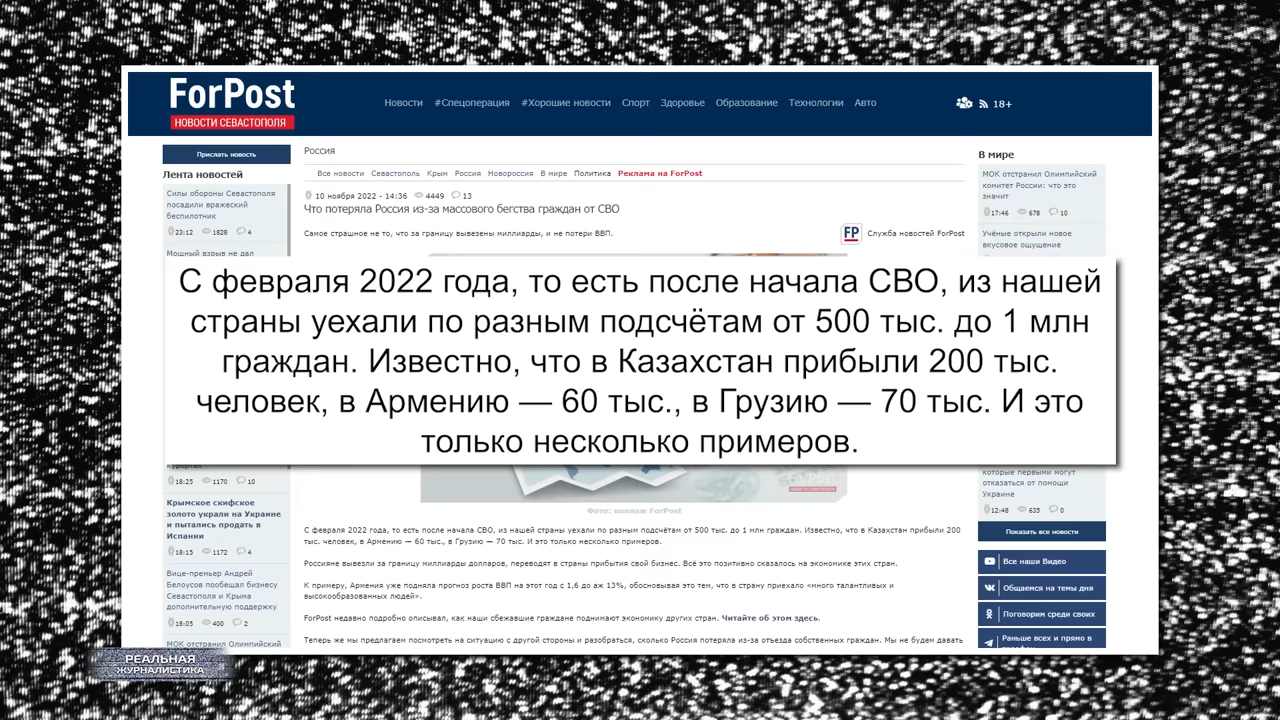 ForPost
НОВОСТИ СЕВАСТОПОЛЯ
Новости #Спецоперация #Хорошие новости Спорт Здоровье Образование Технологии Авто
18+
Прислать новость
Лента новостей
Силы обороны Севастополя
посадили вражеский
беспилотник
23:12 1828 4
Мощный взрыв не дал
Россия
Все новости Севастополь Крым Россия Новороссия В мире Политика Реклама на ForPost
10 ноября 2022 - 14:36 4449 13
Что потеряла Россия из-за массового бегства граждан от СВО
Самое страшное не то, что за границу вывезены миллиарды, и не потери ВВП.
FP Служба новостей ForPost
В мире
МОК отстранил Олимпийский
комитет России: что это
значит
17:46 678 10
Учёные открыли новое
вкусовое ощущение
С февраля 2022 года, то есть после начала СВО, из нашей
страны уехали по разным подсчётам от 500 тыс. до 1 млн
граждан. Известно, что в Казахстан прибыли 200 тыс.
человек, в Армению — 60 тыс., в Грузию — 70 тыс. И это
только несколько примеров.
курортах
18:25 1170 10
Крымское скифское
золото украли на Украине
и пытались продать в
Испании
18:15 1172 4
Вице-премьер Андрей
Белоусов пообещал бизнесу
Севастополя и Крыма
дополнительную поддержку
18:05 400 2
МОК отстранил Олимпийский
ForPost
Фото: коллаж ForPost
С февраля 2022 года, то есть после начала СВО, из нашей страны уехали по разным подсчётам от 500 тыс. до 1 млн граждан. Известно, что в Казахстан прибыли 200
тыс. человек, в Армению — 60 тыс., в Грузию — 70 тыс. И это только несколько примеров.
Россияне вывезли за границу миллиарды долларов, переводят в страны прибытия свой бизнес. Всё это позитивно сказалось на экономике этих стран.
К примеру, Армения уже подняла прогноз роста ВВП на этот год с 1,6 до аж 13%, обосновывая это тем, что в страну приехало «много талантливых и
высокообразованных людей».
ForPost недавно подробно описывал, как наши сбежавшие граждане поднимают экономику других стран. Читайте об этом здесь.
Теперь же мы предлагаем посмотреть на ситуацию с другой стороны и разобраться, сколько Россия потеряла из-за отъезда собственных граждан. Мы не будем давать
которые первыми могут
отказаться от помощи
Украине
12:48 635 0
Показать все новости
Все наши Видео
Общаемся на темы дня
Поговорим среди своих
Раньше всех и прямо в
РЕАЛЬНАЯ
ЖУРНАЛИСТИКА